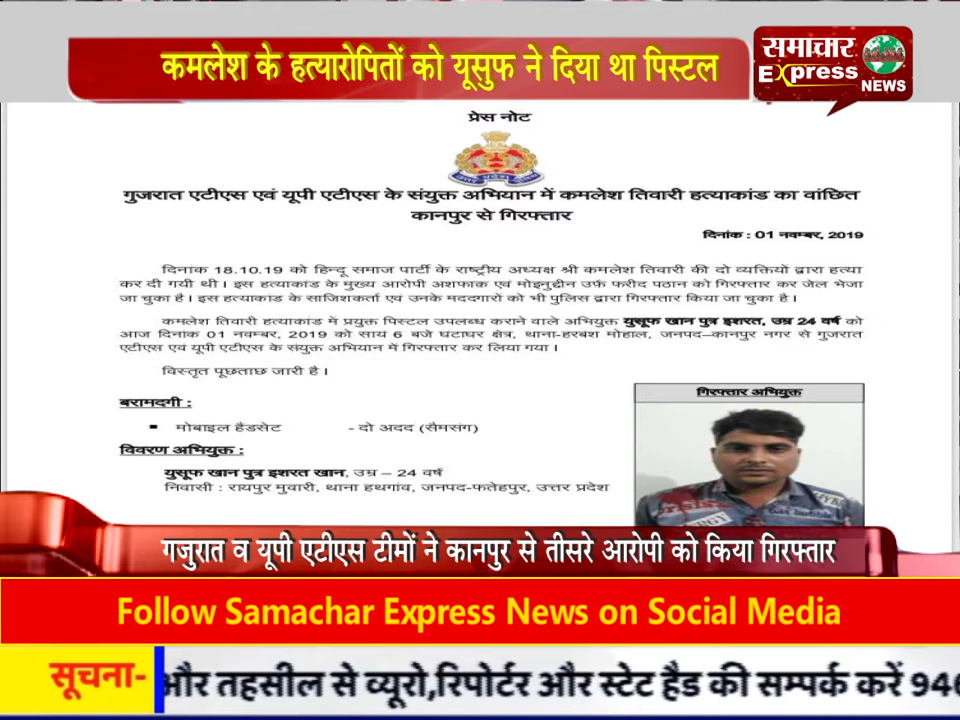 कमलेश के हत्यारोपितों को यूसुफ ने दिया था पिस्टल
समाचार
Express
NEWS
प्रेस नोट
गुजरात एटीएस एवं यूपी एटीएस के संयुक्त अभियान में कमलेश तिवारी हत्याकांड का वांछित
कानपुर से गिरफ्तार
दिनांक : 01 नवम्बर, 2019
दिनांक 18.10.19 को हिन्दू समाज पार्टी के राष्ट्रीय अध्यक्ष श्री कमलेश तिवारी की दो व्यक्तियों द्वारा हत्या
कर दी गयी थी। इस हत्याकांड के मुख्य आरोपी अशफाक एवं मोइनुद्दीन उर्फ फरीद पठान को गिरफ्तार कर जेल भेजा
जा चुका है। इस हत्याकांड के साजिशकर्ता एवं उनके मददगारों को भी पुलिस द्वारा गिरफ्तार किया जा चुका है।
कमलेश तिवारी हत्याकांड में प्रयुक्त पिस्टल उपलब्ध कराने वाले अभियुक्त यूसूफ खान पुत्र इशरत, उम्र 24 वर्ष को
आज दिनांक 01 नवम्बर, 2019 को सायं 6 बजे घंटाघर क्षेत्र, थाना-हरबंश मोहाल, जनपद–कानपुर नगर से गुजरात
एटीएस एवं यूपी एटीएस के संयुक्त अभियान में गिरफ्तार कर लिया गया।
विस्तृत पूछताछ जारी है।
बरामदगी :
▪ मोबाइल हैंडसेट - दो अदद (सैमसंग)
विवरण अभियुक्त :
यूसूफ खान पुत्र इशरत खान, उम्र – 24 वर्ष
निवासी : रायपुर मुवारी, थाना हथगांव, जनपद-फतेहपुर, उत्तर प्रदेश
गिरफ्तार अभियुक्त
गजुरात व यूपी एटीएस टीमों ने कानपुर से तीसरे आरोपी को किया गिरफ्तार
Follow Samachar Express News on Social Media
सूचना- और तहसील से व्यूरो,रिपोर्टर और स्टेट हैड की सम्पर्क करें 946